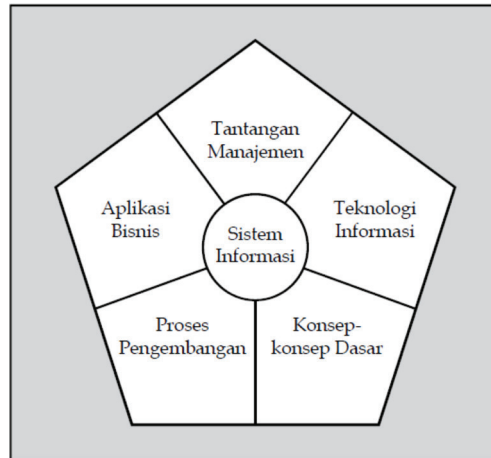 Tantangan
Manajemen
Aplikasi
Bisnis
Teknologi
Informasi
Sistem
Informasi
Proses
Pengembangan
Konsep-
konsep Dasar